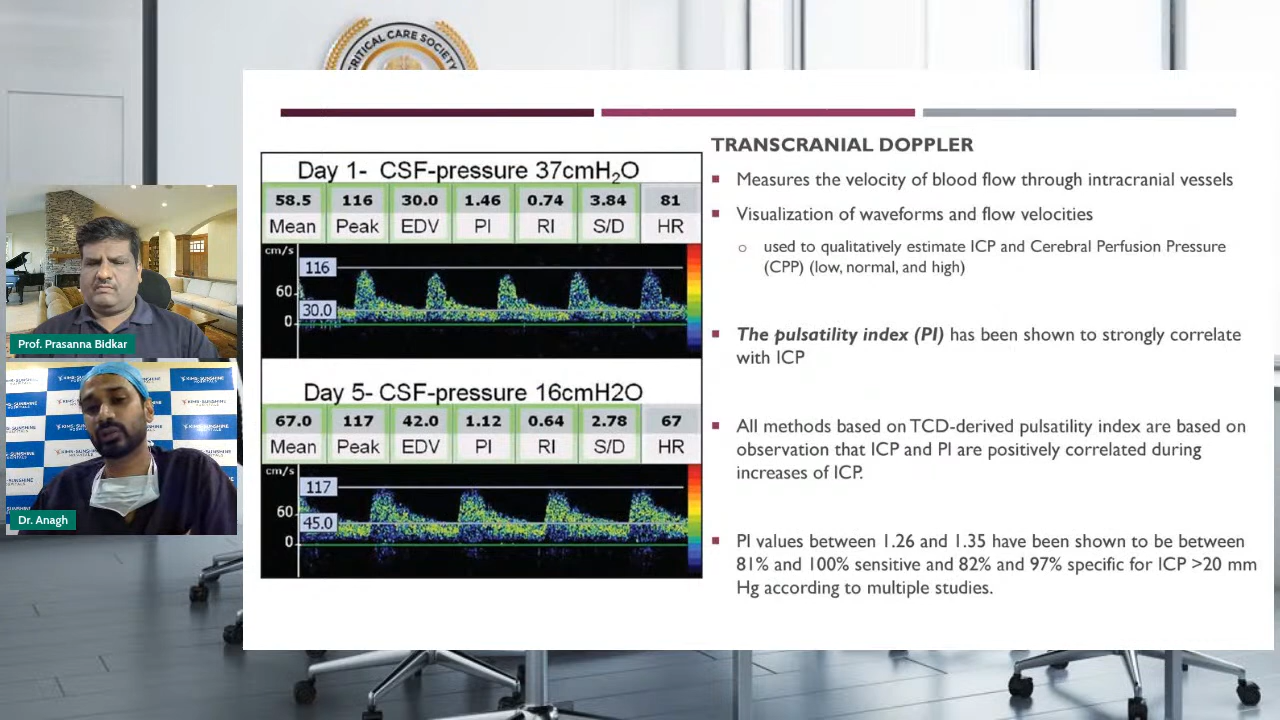 CRITICAL CARE SOCIETY
TRANSCRANIAL DOPPLER
Day 1- CSF-pressure 37cmH₂O
58.5 116 30.0 1.46 0.74 3.84 81
Mean Peak EDV PI RI S/D HR
cm/s
116
60
30.0
0
Day 5- CSF-pressure 16cmH2O
67.0 117 42.0 1.12 0.64 2.78 67
Mean Peak EDV PI RI S/D HR
cm/s
117
60
45.0
0
Measures the velocity of blood flow through intracranial vessels
Visualization of waveforms and flow velocities
used to qualitatively estimate ICP and Cerebral Perfusion Pressure
(CPP) (low, normal, and high)
The pulsatility index (PI) has been shown to strongly correlate
with ICP
All methods based on TCD-derived pulsatility index are based on
observation that ICP and PI are positively correlated during
increases of ICP.
PI values between 1.26 and 1.35 have been shown to be between
81% and 100% sensitive and 82% and 97% specific for ICP >20 mm
Hg according to multiple studies.
Prof. Prasanna Bidkar
KIMS-SUNSHINE
HOSPITALS
Dr. Anagh